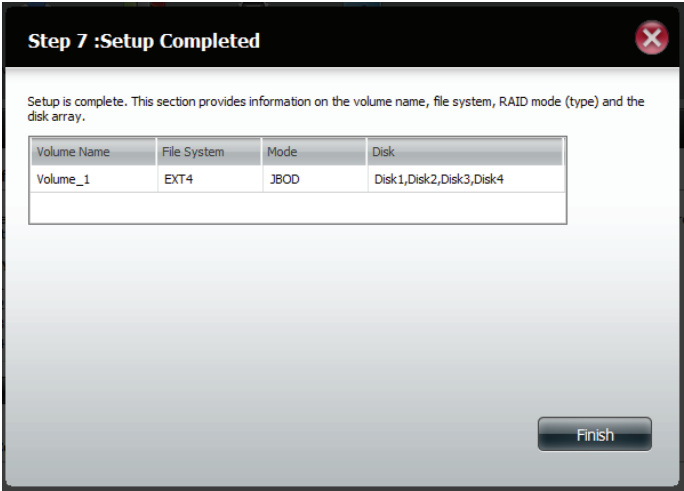 Step 7 :Setup Completed
Setup is complete. This section provides information on the volume name, file system, RAID mode (type) and the
disk array.
Volume Name File System Mode Disk
Volume_1 EXT4 JBOD Disk1,Disk2,Disk3,Disk4
Finish